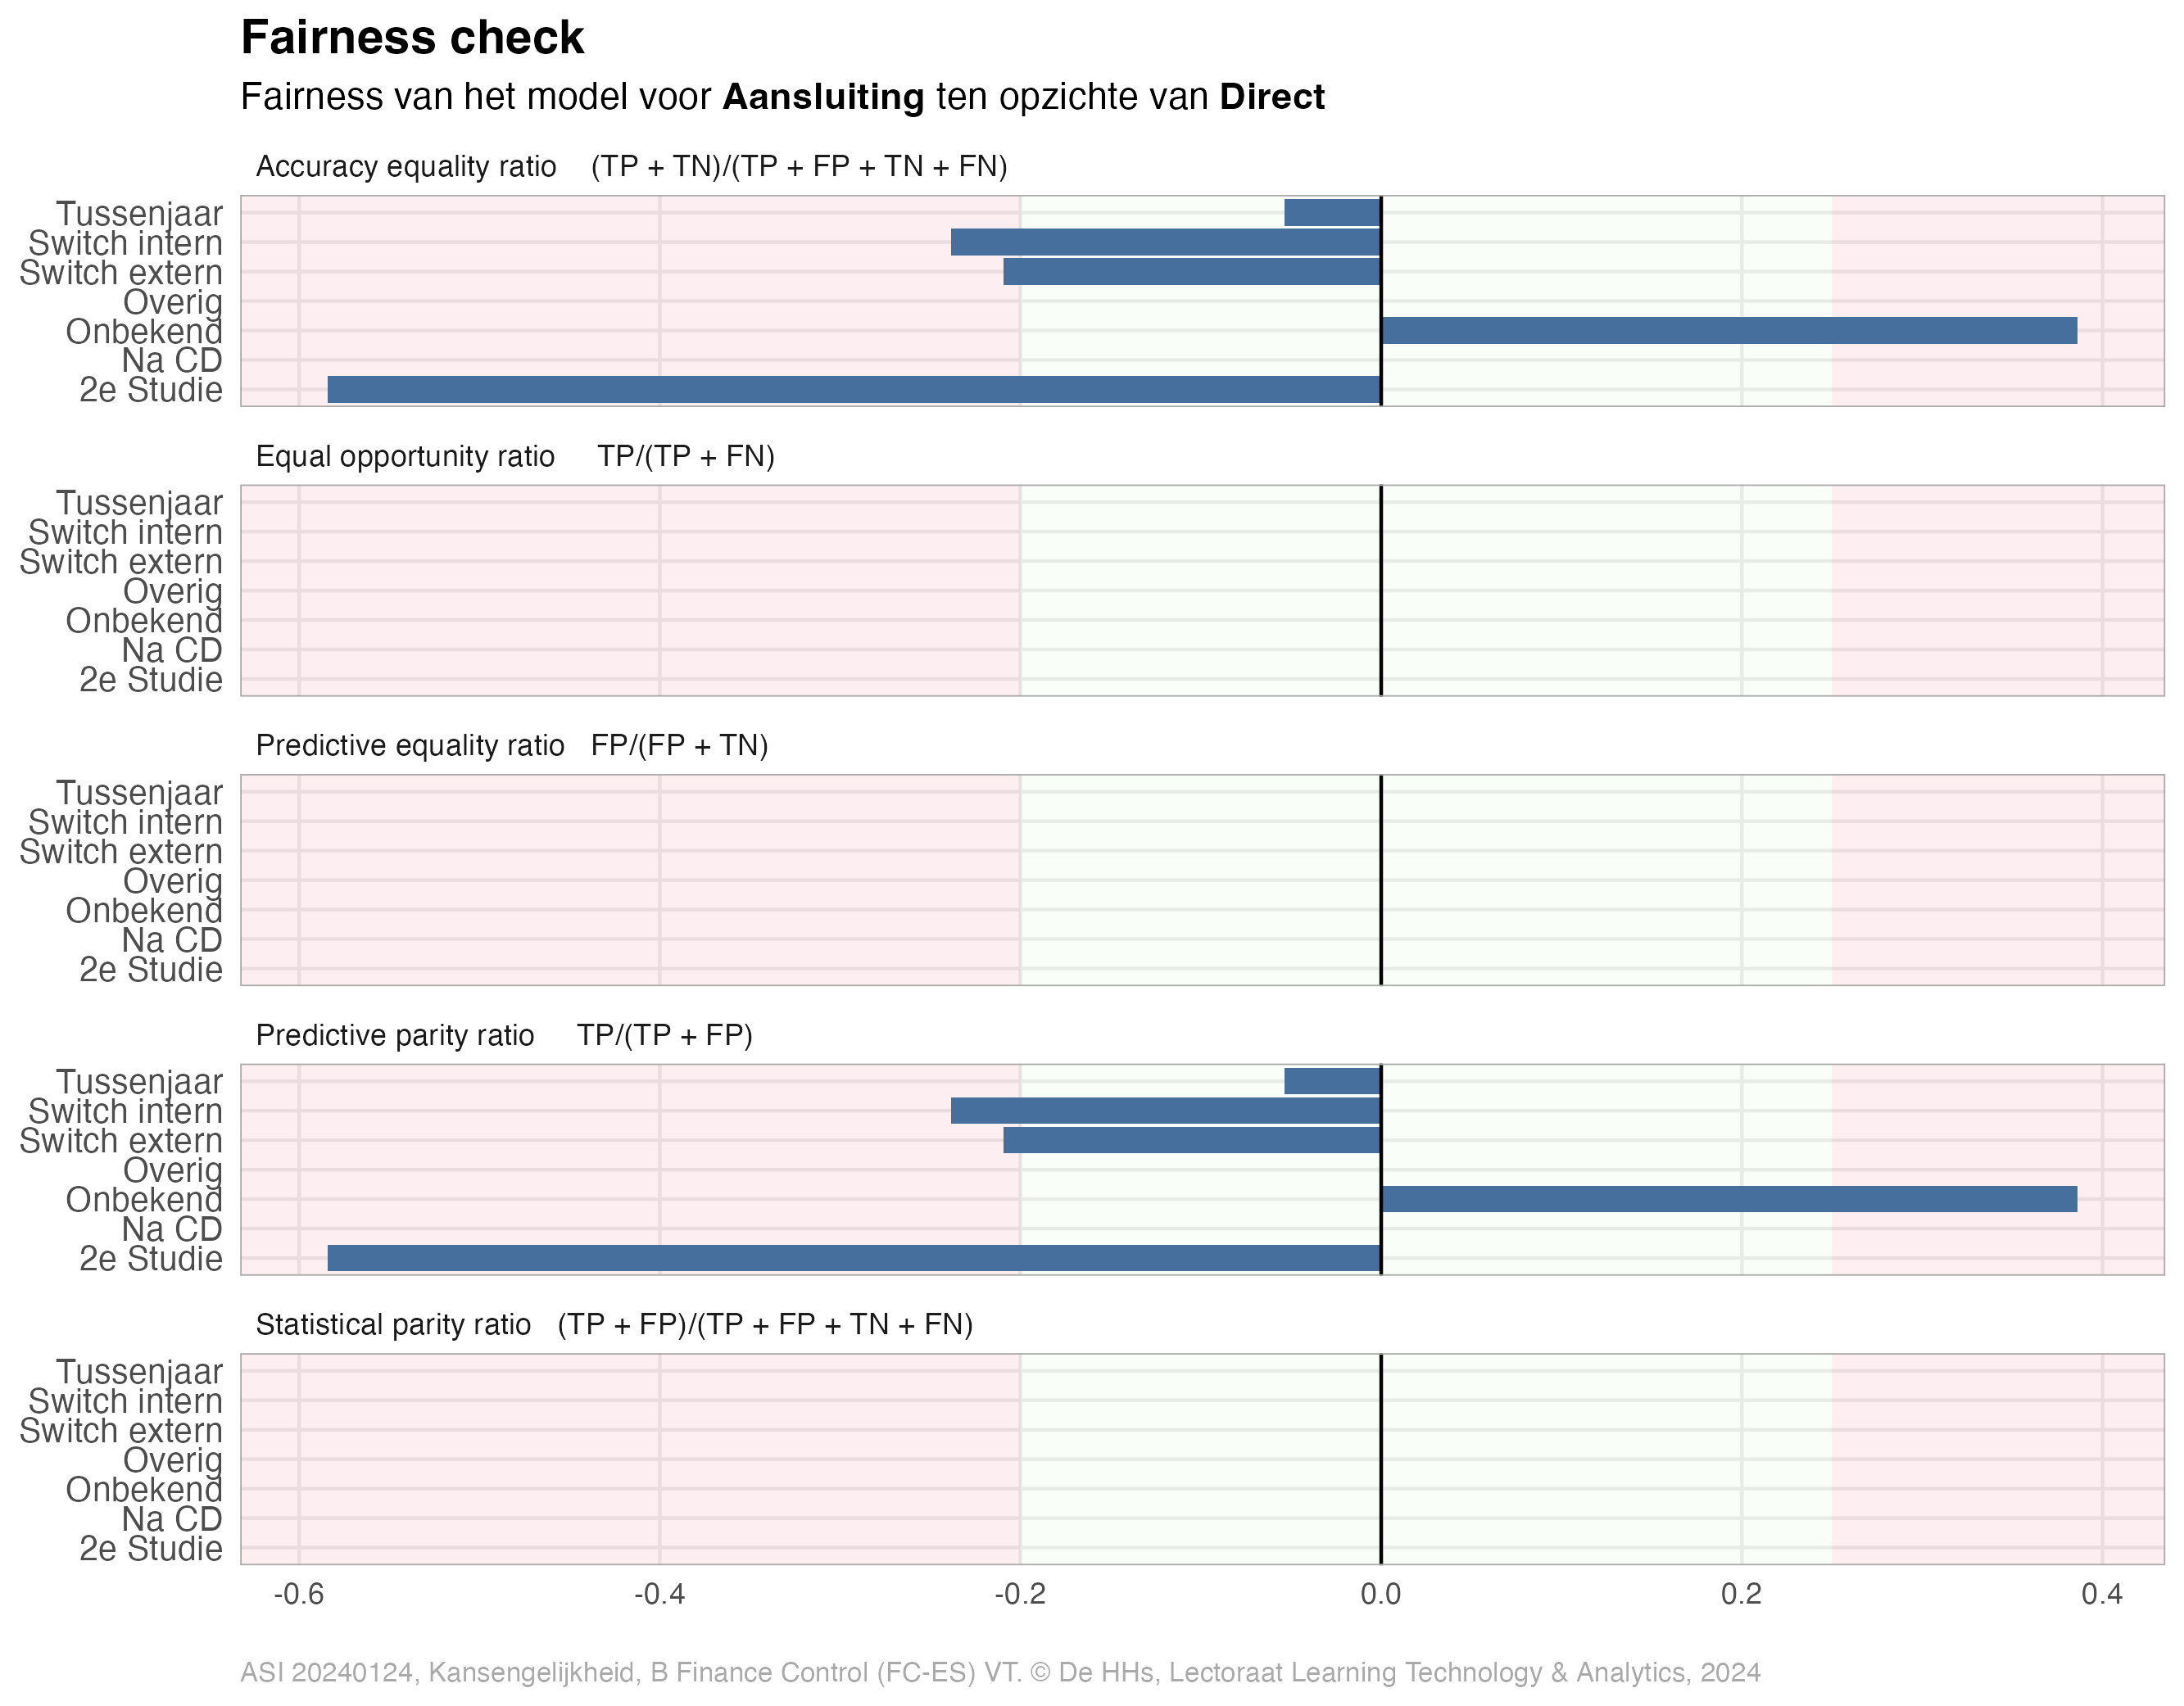 Fairness check
Fairness van het model voor Aansluiting ten opzichte van Direct
Accuracy equality ratio (TP + TN)/(TP + FP + TN + FN)
Tussenjaar
Switch intern
Switch extern
Overig
Onbekend
Na CD
2e Studie
Equal opportunity ratio TP/(TP + FN)
Tussenjaar
Switch intern
Switch extern
Overig
Onbekend
Na CD
2e Studie
Predictive equality ratio FP/(FP + TN)
Tussenjaar
Switch intern
Switch extern
Overig
Onbekend
Na CD
2e Studie
Predictive parity ratio TP/(TP + FP)
Tussenjaar
Switch intern
Switch extern
Overig
Onbekend
Na CD
2e Studie
Statistical parity ratio (TP + FP)/(TP + FP + TN + FN)
Tussenjaar
Switch intern
Switch extern
Overig
Onbekend
Na CD
2e Studie
-0.6 -0.4 -0.2 0.0 0.2 0.4
ASI 20240124, Kansengelijkheid, B Finance Control (FC-ES) VT. © De HHs, Lectoraat Learning Technology & Analytics, 2024